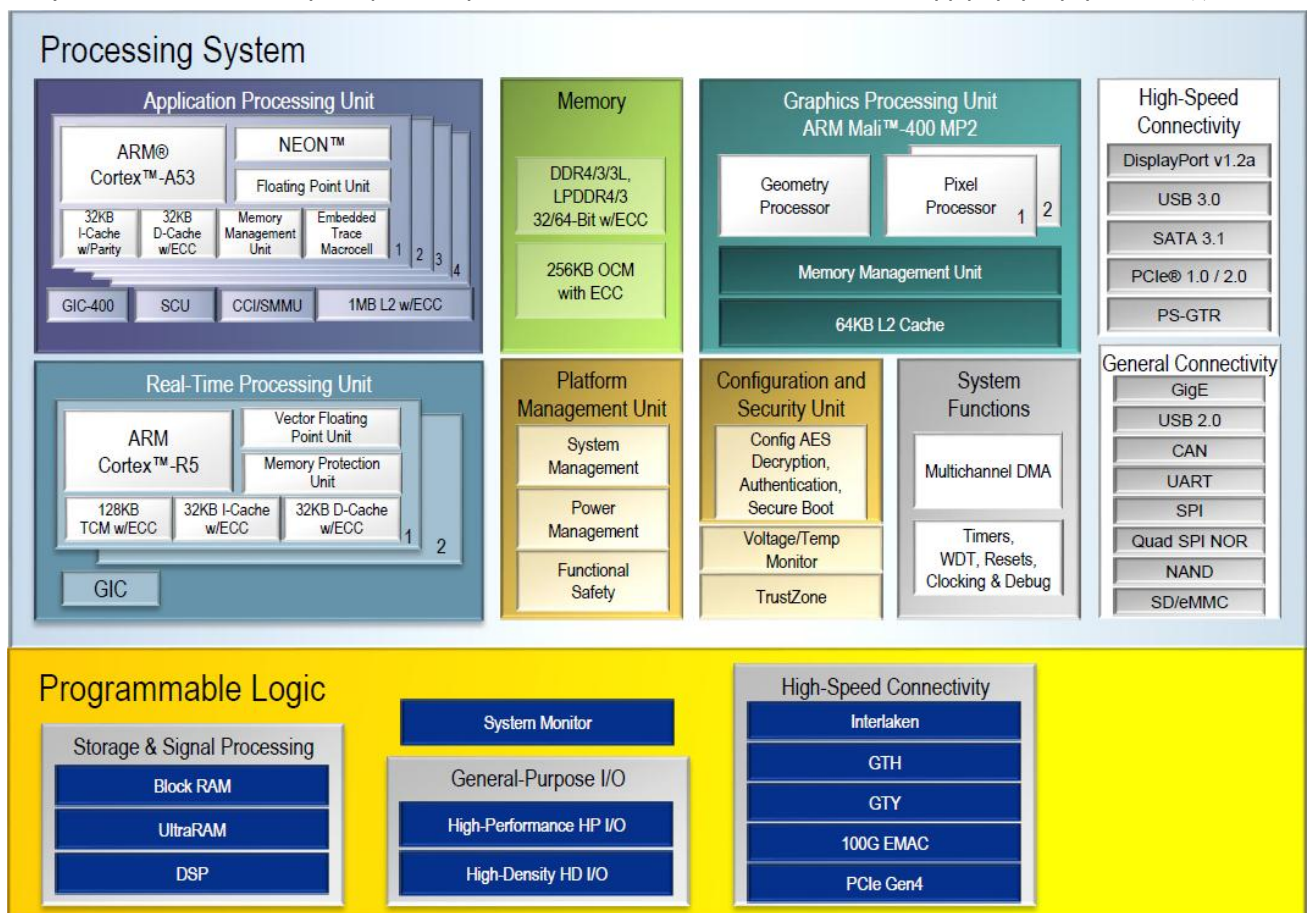 Processing System
Application Processing Unit
ARM®
Cortex™-A53
NEON™
Floating Point Unit
32KB
I-Cache
w/Parity
32KB
D-Cache
w/ECC
Memory
Management
Unit
Embedded
Trace
Macrocell
1
2
3
4
GIC-400
SCU
CCI/SMMU
1MB L2 w/ECC
Memory
DDR4/3/3L,
LPDDR4/3
32/64-Bit w/ECC
256KB OCM
with ECC
Graphics Processing Unit
ARM Mali™-400 MP2
Geometry
Processor
Pixel
Processor
1
2
Memory Management Unit
64KB L2 Cache
High-Speed
Connectivity
DisplayPort v1.2a
USB 3.0
SATA 3.1
PCIe® 1.0 / 2.0
PS-GTR
Real-Time Processing Unit
ARM
Cortex™-R5
Vector Floating
Point Unit
Memory Protection
Unit
128KB
TCM w/ECC
32KB I-Cache
w/ECC
32KB D-Cache
w/ECC
1
2
GIC
Platform
Management Unit
System
Management
Power
Management
Functional
Safety
Configuration and
Security Unit
Config AES
Decryption,
Authentication,
Secure Boot
Voltage/Temp
Monitor
TrustZone
System
Functions
Multichannel DMA
Timers,
WDT, Resets,
Clocking & Debug
General Connectivity
GigE
USB 2.0
CAN
UART
SPI
Quad SPI NOR
NAND
SD/eMMC
Programmable Logic
Storage & Signal Processing
Block RAM
UltraRAM
DSP
System Monitor
General-Purpose I/O
High-Performance HP I/O
High-Density HD I/O
High-Speed Connectivity
Interlaken
GTH
GTY
100G EMAC
PCIe Gen4